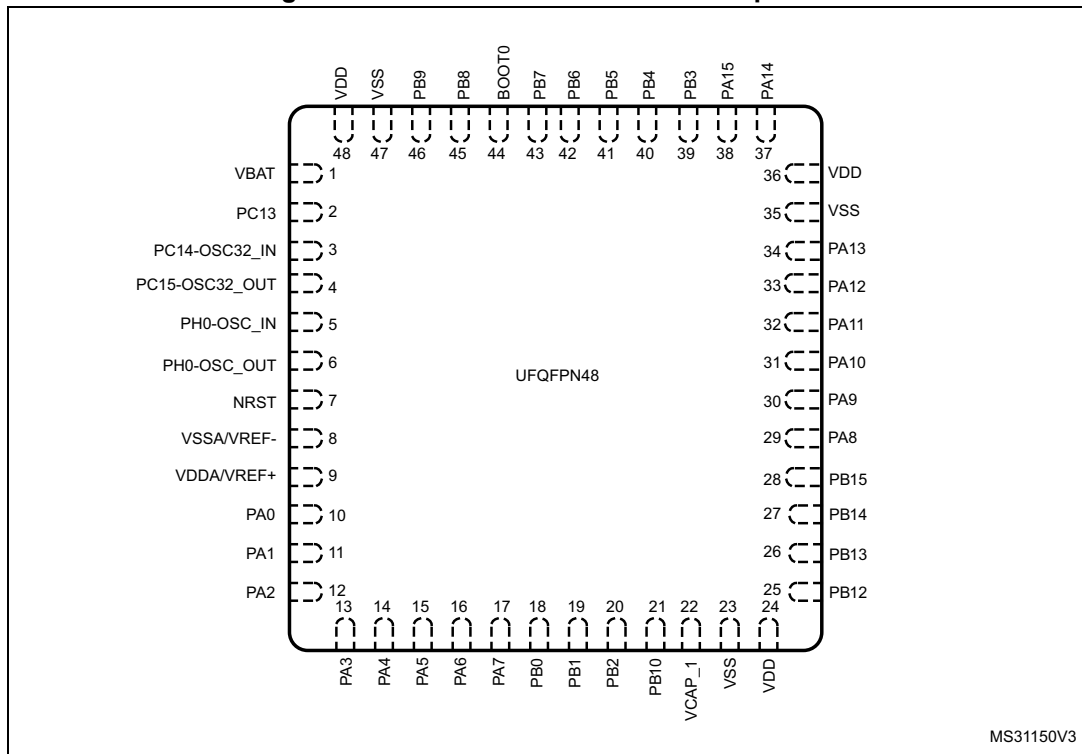 VDD
VSS
PB9
PB8
BOOT0
PB7
PB6
PB5
PB4
PB3
PA15
PA14
48
47
46
45
44
43
42
41
40
39
38
37
VBAT 1
PC13 2
PC14-OSC32_IN 3
PC15-OSC32_OUT 4
PH0-OSC_IN 5
PH0-OSC_OUT 6
NRST 7
VSSA/VREF- 8
VDDA/VREF+ 9
PA0 10
PA1 11
PA2 12
UFQFPN48
36 VDD
35 VSS
34 PA13
33 PA12
32 PA11
31 PA10
30 PA9
29 PA8
28 PB15
27 PB14
26 PB13
25 PB12
13
14
15
16
17
18
19
20
21
22
23
24
PA3
PA4
PA5
PA6
PA7
PB0
PB1
PB2
PB10
VCAP_1
VSS
VDD
MS31150V3